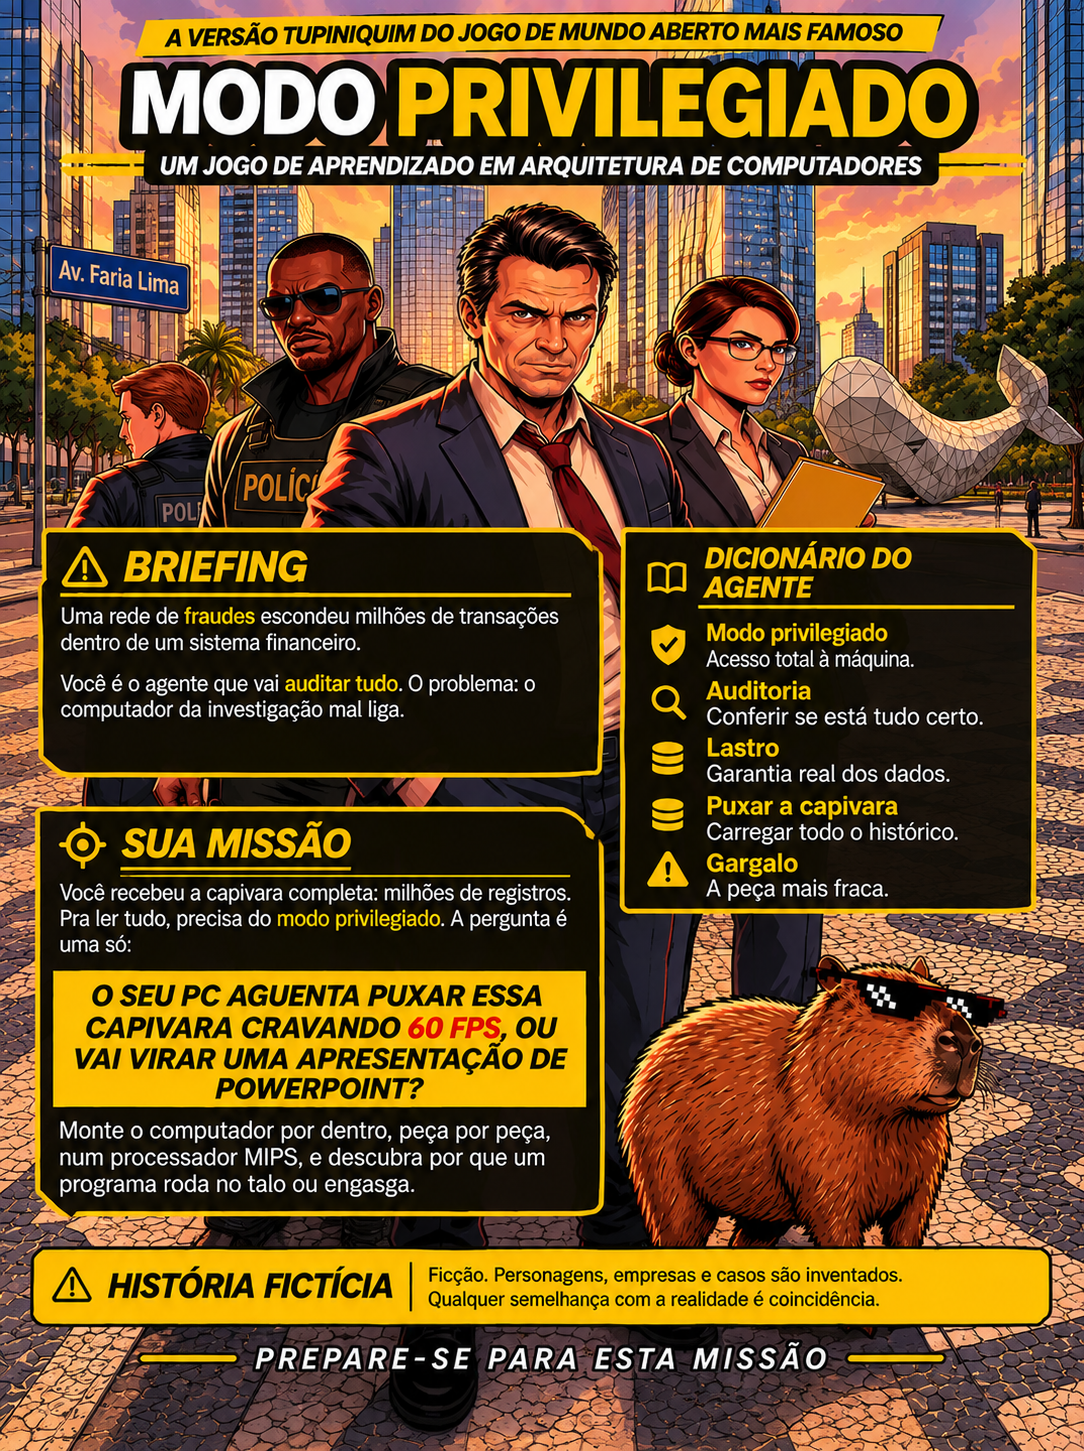 A VERSÃO TUPINIQUIM DO JOGO DE MUNDO ABERTO MAIS FAMOSO
MODO PRIVILEGIADO
UM JOGO DE APRENDIZADO EM ARQUITETURA DE COMPUTADORES
Av. Faria Lima
POLÍC
POLI
BRIEFING
Uma rede de fraudes escondeu milhões de transações
dentro de um sistema financeiro.
Você é o agente que vai auditar tudo. O problema: o
computador da investigação mal liga.
DICIONÁRIO DO
AGENTE
Modo privilegiado
Acesso total à máquina.
Auditoria
Conferir se está tudo certo.
Lastro
Garantia real dos dados.
Puxar a capivara
Carregar todo o histórico.
Gargalo
A peça mais fraca.
SUA MISSÃO
Você recebeu a capivara completa: milhões de registros.
Pra ler tudo, precisa do modo privilegiado. A pergunta é
uma só:
O SEU PC AGUENTA PUXAR ESSA
CAPIVARA CRAVANDO 60 FPS, OU
VAI VIRAR UMA APRESENTAÇÃO DE
POWERPOINT?
Monte o computador por dentro, peça por peça,
num processador MIPS, e descubra por que um
programa roda no talo ou engasga.
HISTÓRIA FICTÍCIA
Ficção. Personagens, empresas e casos são inventados.
Qualquer semelhança com a realidade é coincidência.
PREPARE-SE PARA ESTA MISSÃO